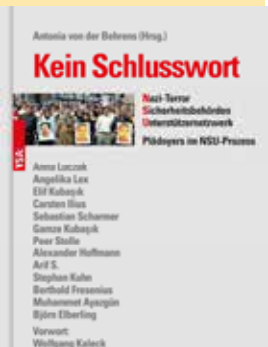 Antonia von der Behrens (Hrsg.)
Kein Schlusswort
Nazi-Terror
Sicherheitsbehörden
Unterstützernetzwerk
Plädoyers im NSU-Prozess
VSA:
Anna Luczak
Angelika Lex
Elif Kubaşık
Carsten Ilius
Sebastian Scharmer
Gamze Kubaşık
Peer Stolle
Alexander Hoffmann
Arif S.
Stephan Kuhn
Berthold Fresenius
Muhammet Ayazgün
Björn Elberling
Vorwort:
Wolfgang Kaleck